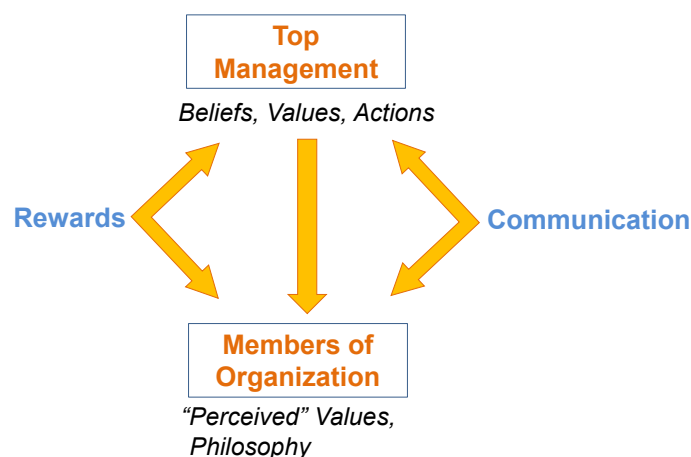 Top
Management
Beliefs, Values, Actions
Rewards
Communication
Members of
Organization
“Perceived” Values,
Philosophy